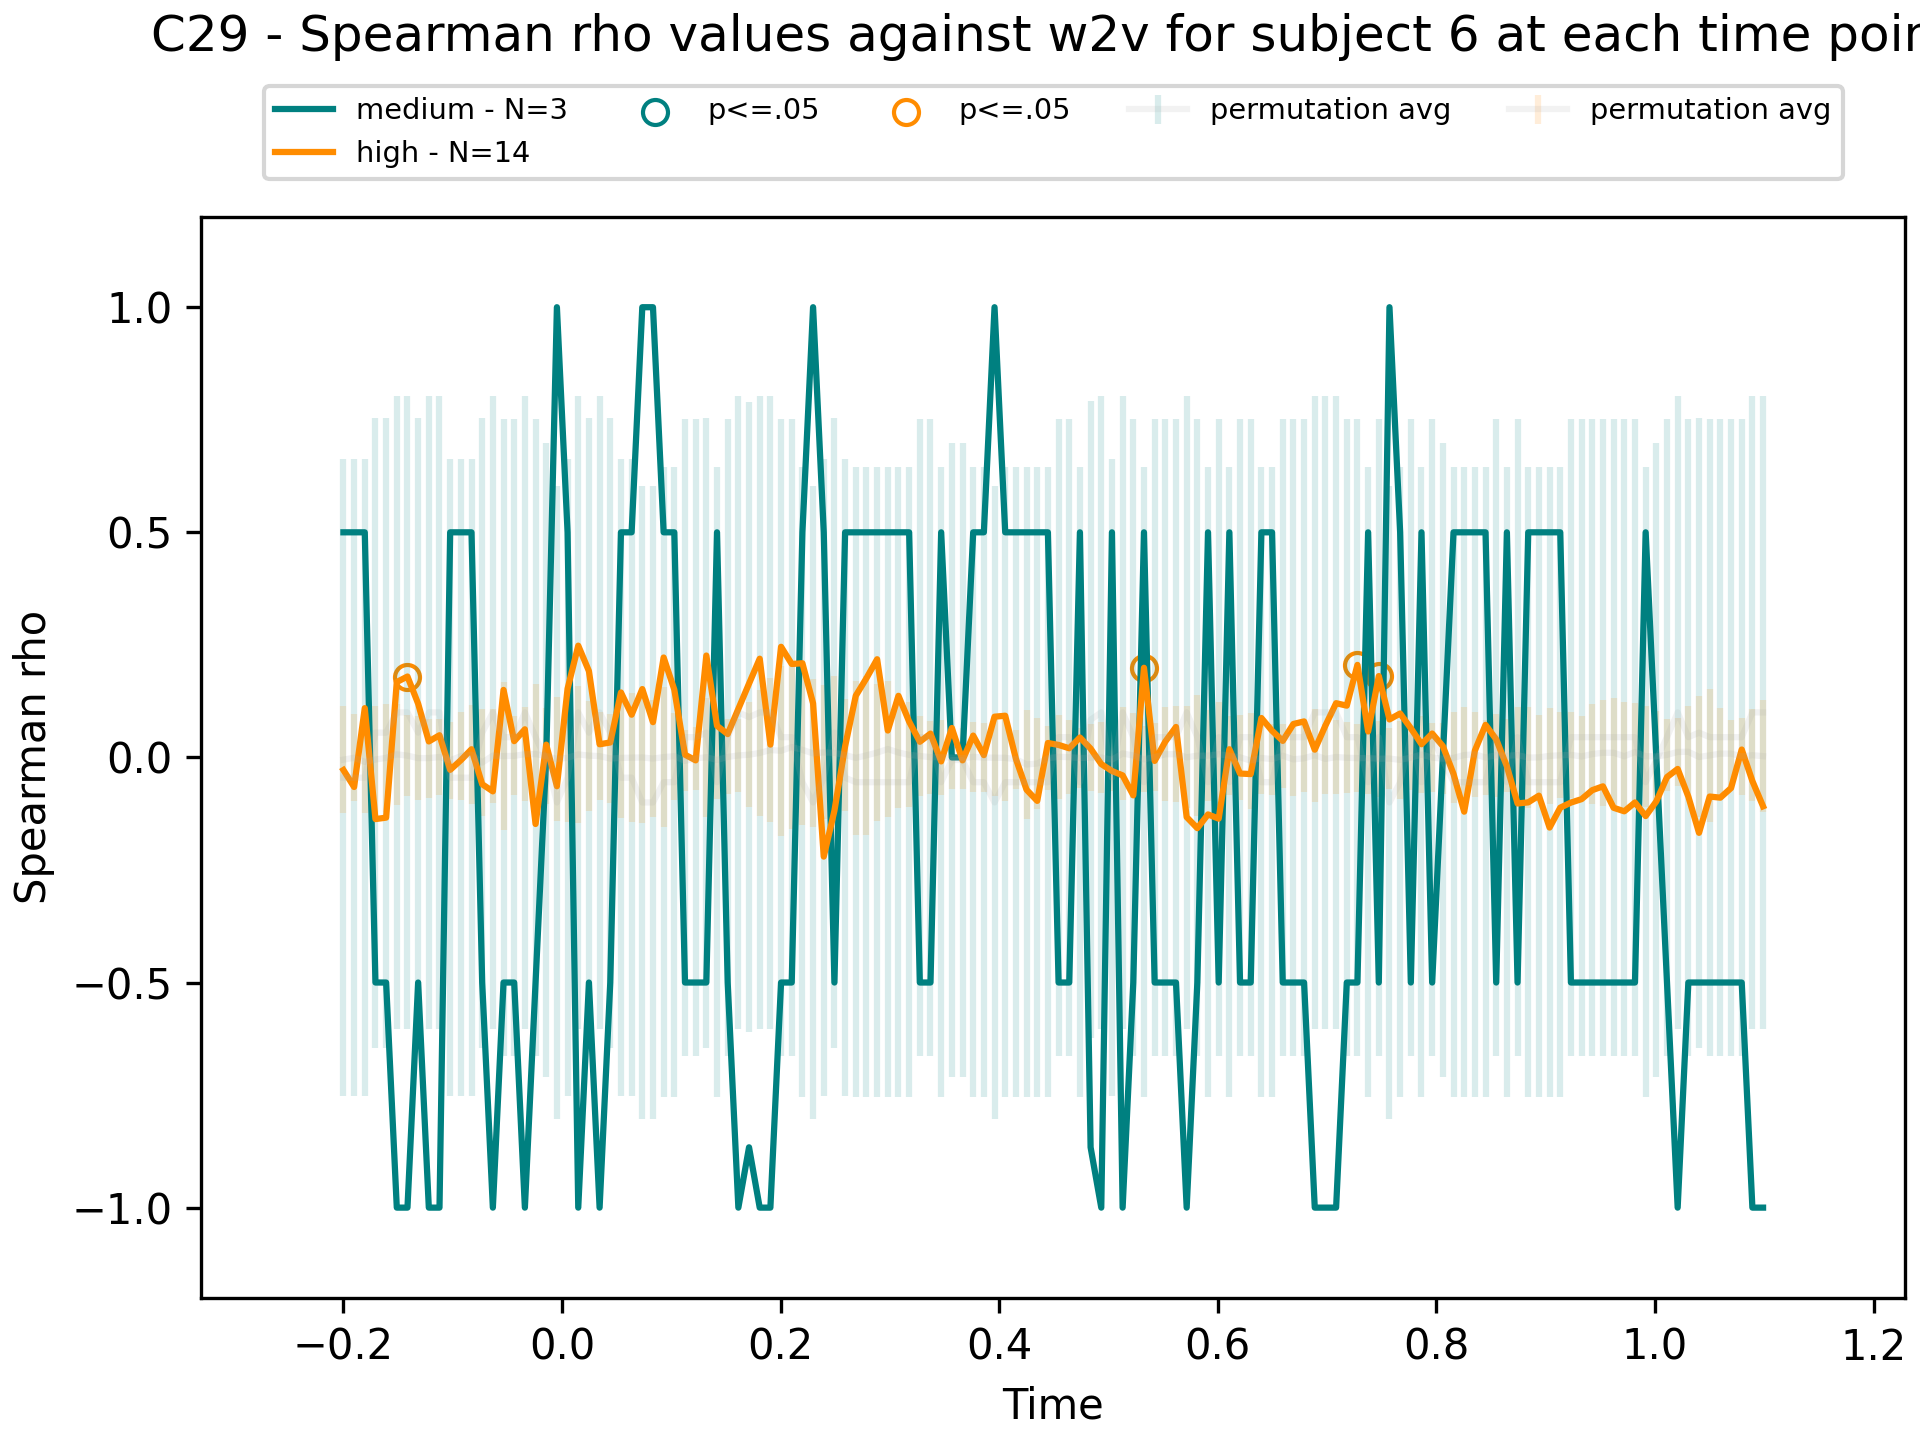 C29 - Spearman rho values against w2v for subject 6 at each time poin
medium - N=3 p<=.05 p<=.05 permutation avg permutation avg
high - N=14
1.0
0.5
0.0
−0.5
−1.0
Spearman rho
−0.2 0.0 0.2 0.4 0.6 0.8 1.0 1.2
Time